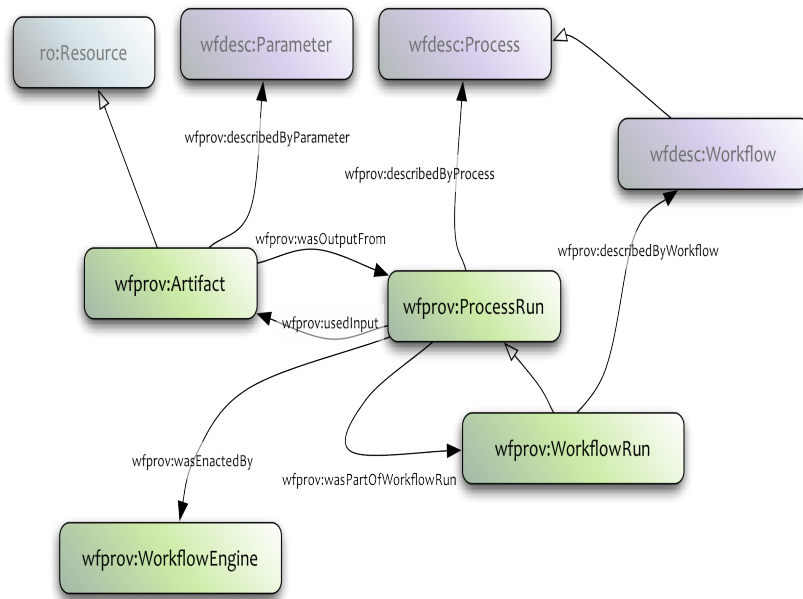 ro:Resource
wfdesc:Parameter
wfdesc:Process
wfprov:describedByParameter
wfdesc:Workflow
wfprov:describedByProcess
wfprov:wasOutputFrom
wfprov:describedByWorkflow
wfprov:Artifact
wfprov:ProcessRun
wfprov:usedInput
wfprov:WorkflowRun
wfprov:wasEnactedBy
wfprov:wasPartOfWorkflowRun
wfprov:WorkflowEngine